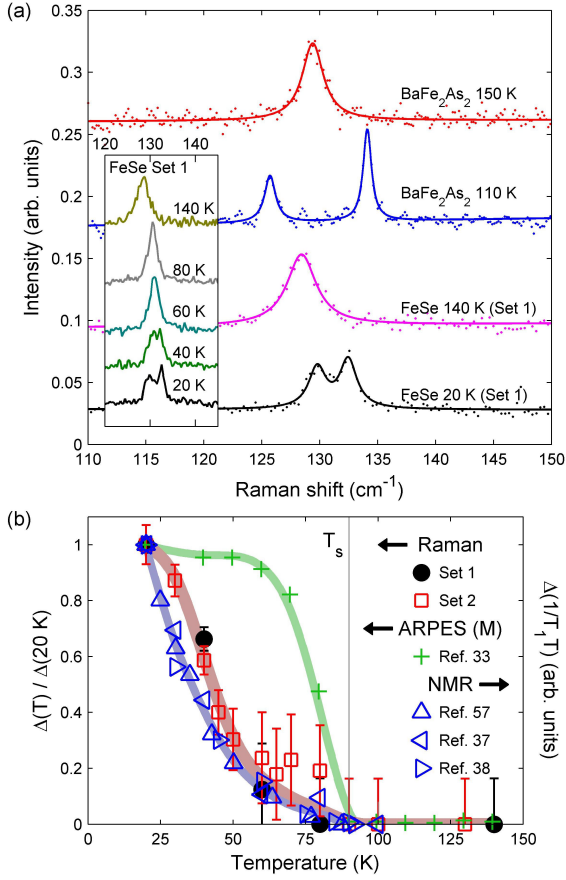 (a)
0.35
0.3
0.25
0.2
0.15
0.1
0.05
0
Intensity (arb. units)
BaFe2As2 150 K
BaFe2As2 110 K
FeSe 140 K (Set 1)
FeSe 20 K (Set 1)
120 130 140
FeSe Set 1
140 K
80 K
60 K
40 K
20 K
110 115 120 125 130 135 140 145 150
Raman shift (cm-1)
(b)
1
0.8
0.6
0.4
0.2
0
Δ(T) / Δ(20 K)
Ts
Raman
Set 1
Set 2
ARPES (M)
Ref. 33
NMR
Ref. 57
Ref. 37
Ref. 38
Δ(1/T1T) (arb. units)
0 25 50 75 100 125 150
Temperature (K)